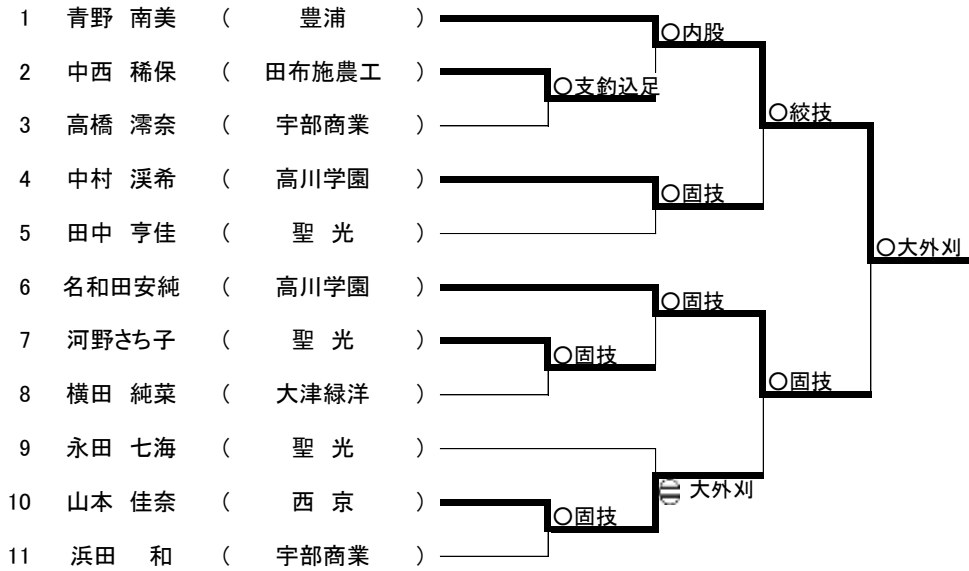 1 青野 南美 ( 豊浦 )
○内股
2 中西 稀保 ( 田布施農工 )
○支釣込足
○絞技
3 高橋 澪奈 ( 宇部商業 )
4 中村 渓希 ( 高川学園 )
○固技
5 田中 亨佳 ( 聖 光 )
○大外刈
6 名和田安純 ( 高川学園 )
○固技
7 河野さち子 ( 聖 光 )
○固技
○固技
8 横田 純菜 ( 大津緑洋 )
9 永田 七海 ( 聖 光 )
大外刈
10 山本 佳奈 ( 西 京 )
○固技
11 浜田 和 ( 宇部商業 )